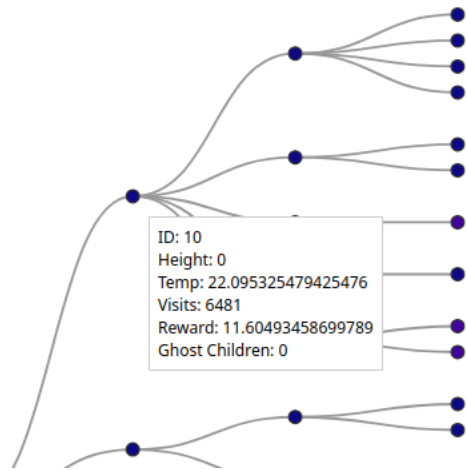 ID: 10
Height: 0
Temp: 22.095325479425476
Visits: 6481
Reward: 11.60493458699789
Ghost Children: 0